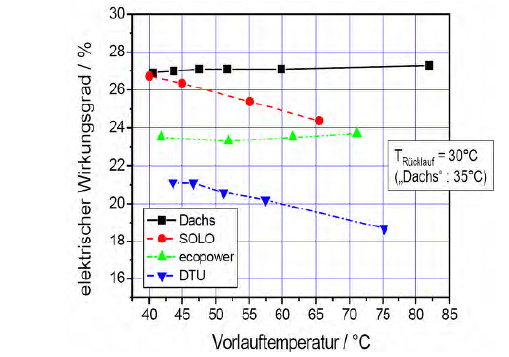 elektrischer Wirkungsgrad / %
30
28
26
24
22
20
18
16
40 45 50 55 60 65 70 75 80 85
Vorlauftemperatur / °C
Dachs
SOLO
ecopower
DTU
TRücklauf = 30°C
(„Dachs“ : 35°C)